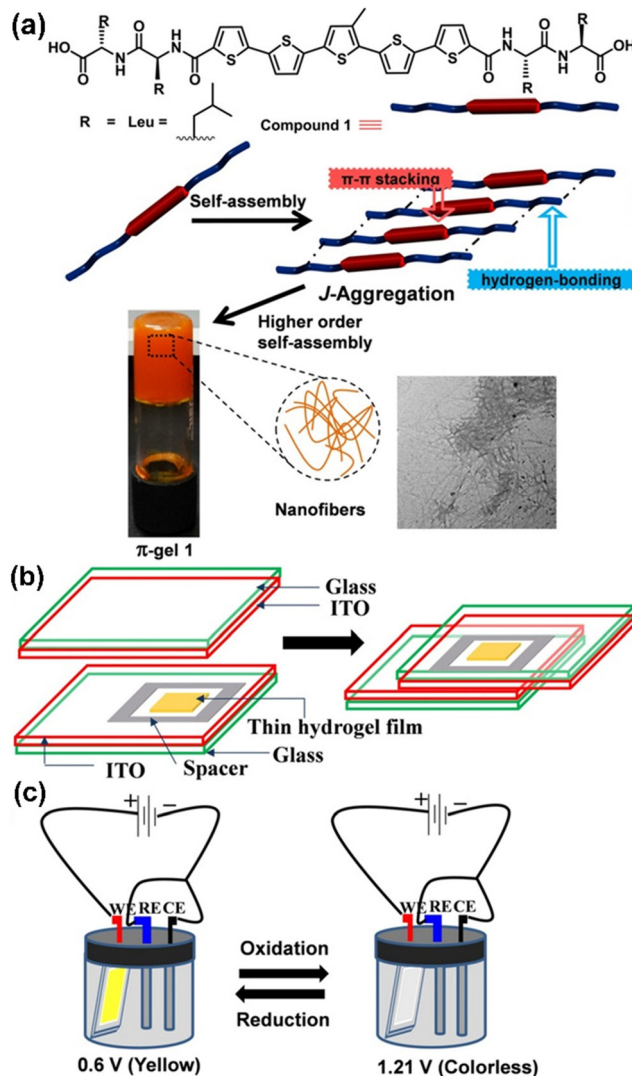 (a)
R O R
HO N H N S S S S S H N N OH
O R O O R O
R = Leu =
Compound 1
π-π stacking
Self-assembly
hydrogen-bonding
J-Aggregation
Higher order
self-assembly
Nanofibers
π-gel 1
(b)
Glass
ITO
Thin hydrogel film
ITO
Spacer
Glass
(c)
+ −
+ −
WE RE CE
WE RE CE
Oxidation
Reduction
0.6 V (Yellow)
1.21 V (Colorless)